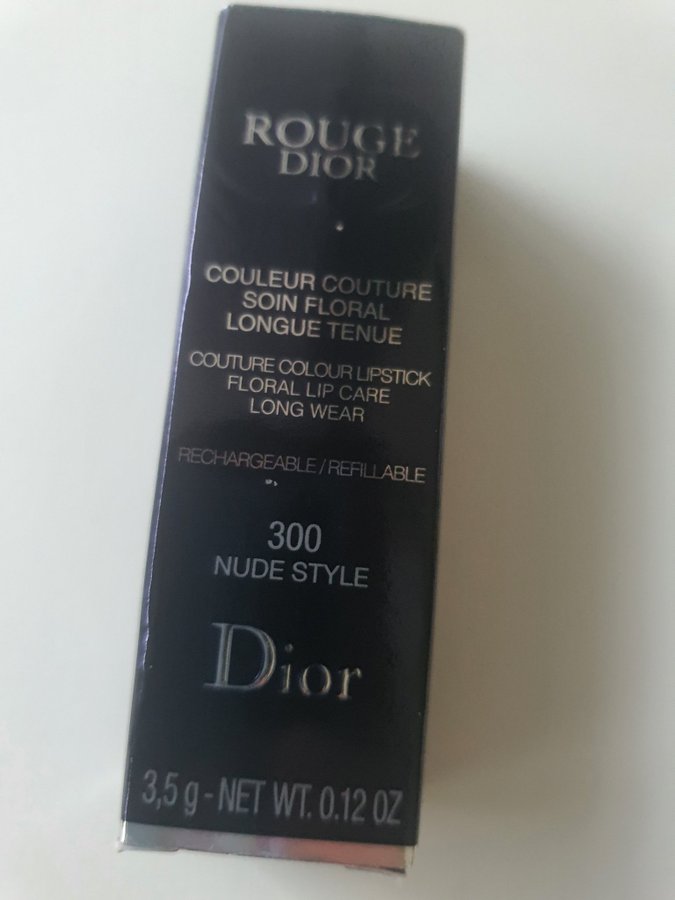 ROUGE
DIOR
COULEUR COUTURE
SOIN FLORAL
LONGUE TENUE
COUTURE COLOUR LIPSTICK
FLORAL LIP CARE
LONG WEAR
RECHARGEABLE/REFILLABLE
300
NUDE STYLE
Dior
3,5 g - NET WT. 0.12 OZ